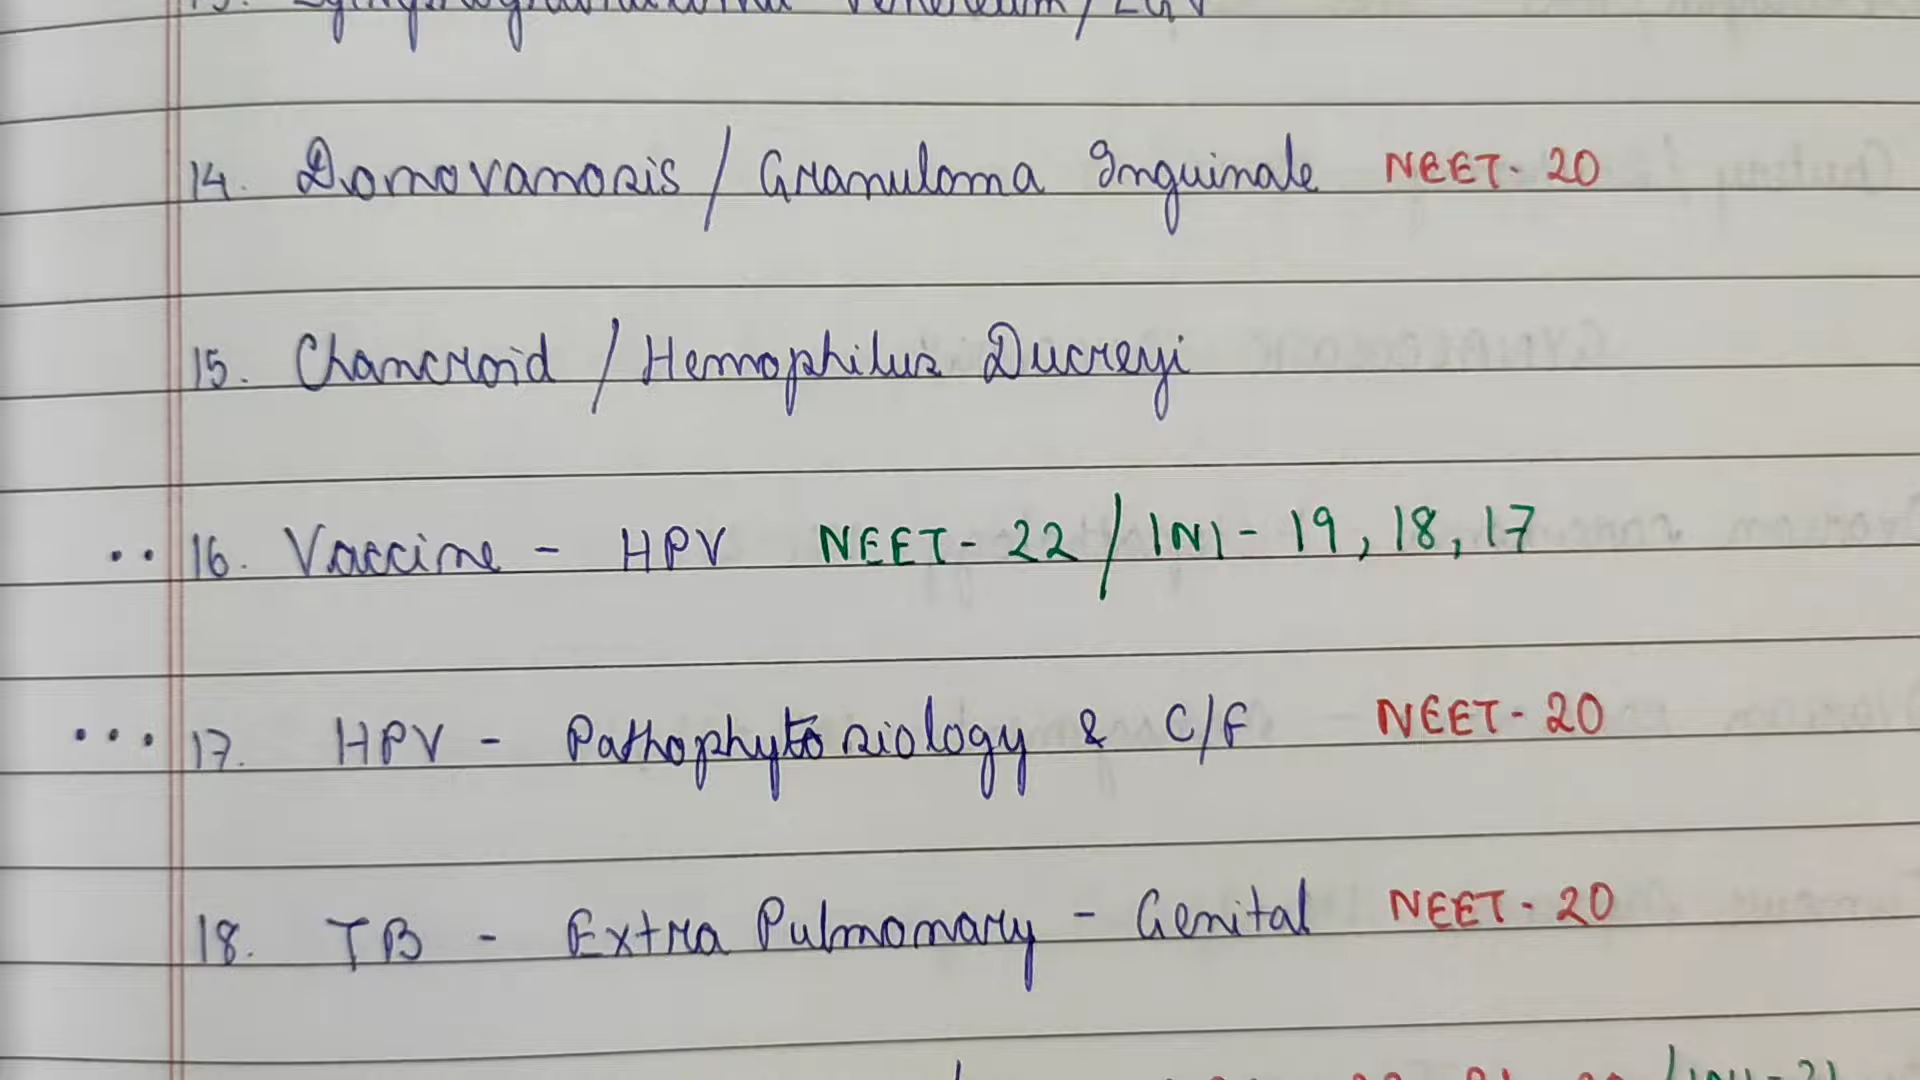 14. Donovanosis / Granuloma Inguinale NEET- 20
15. Chancroid / Hemophilus Ducreyi
.. 16. Vaccine - HPV NEET- 22 / INI - 19, 18, 17
... 17. HPV - Pathophytosiology & C/F NEET- 20
18. TB - Extra Pulmonary - Genital NEET - 20